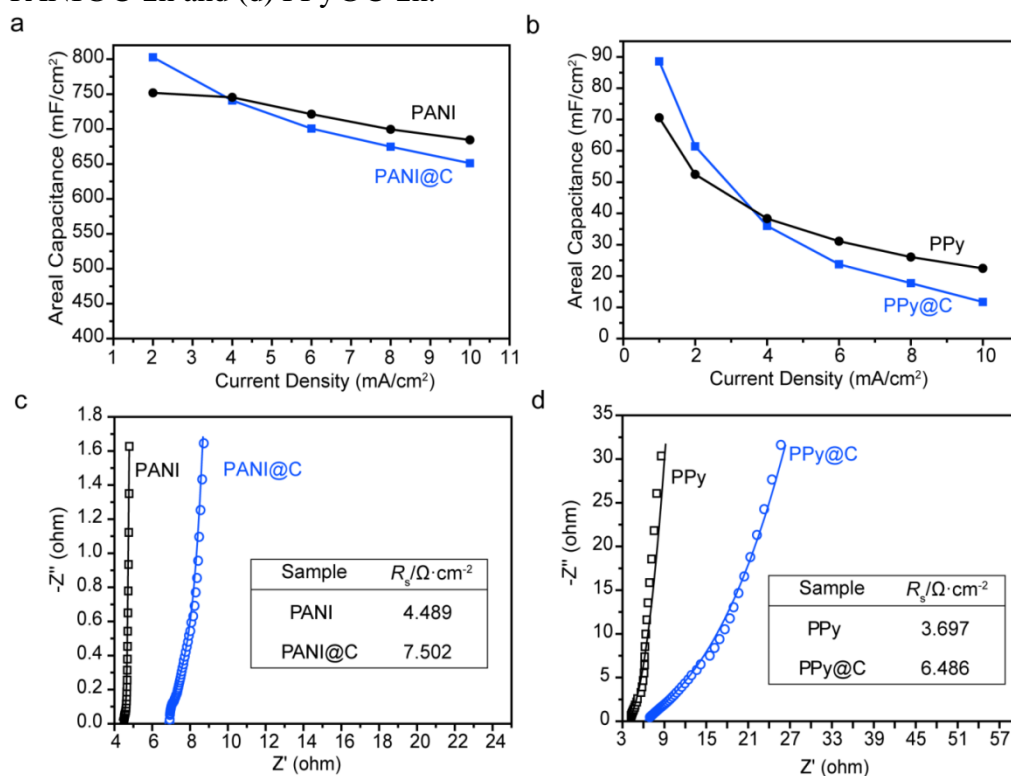 PANI@C-2h and (d) PPy@C-2h.
a
800
750
700
650
600
550
500
450
400
Areal Capacitance (mF/cm²)
PANI
PANI@C
1 2 3 4 5 6 7 8 9 10 11
Current Density (mA/cm²)
b
90
80
70
60
50
40
30
20
10
0
Areal Capacitance (mF/cm²)
PPy
PPy@C
0 2 4 6 8 10
Current Density (mA/cm²)
c
1.8
1.6
1.4
1.2
1.0
0.8
0.6
0.4
0.2
0.0
-Z'' (ohm)
PANI
PANI@C
Sample Rs/Ω·cm-2
PANI 4.489
PANI@C 7.502
4 6 8 10 12 14 16 18 20 22 24
Z' (ohm)
d
35
30
25
20
15
10
5
0
-Z'' (ohm)
PPy
PPy@C
Sample Rs/Ω·cm-2
PPy 3.697
PPy@C 6.486
3 9 15 21 27 33 39 45 51 57
Z' (ohm)